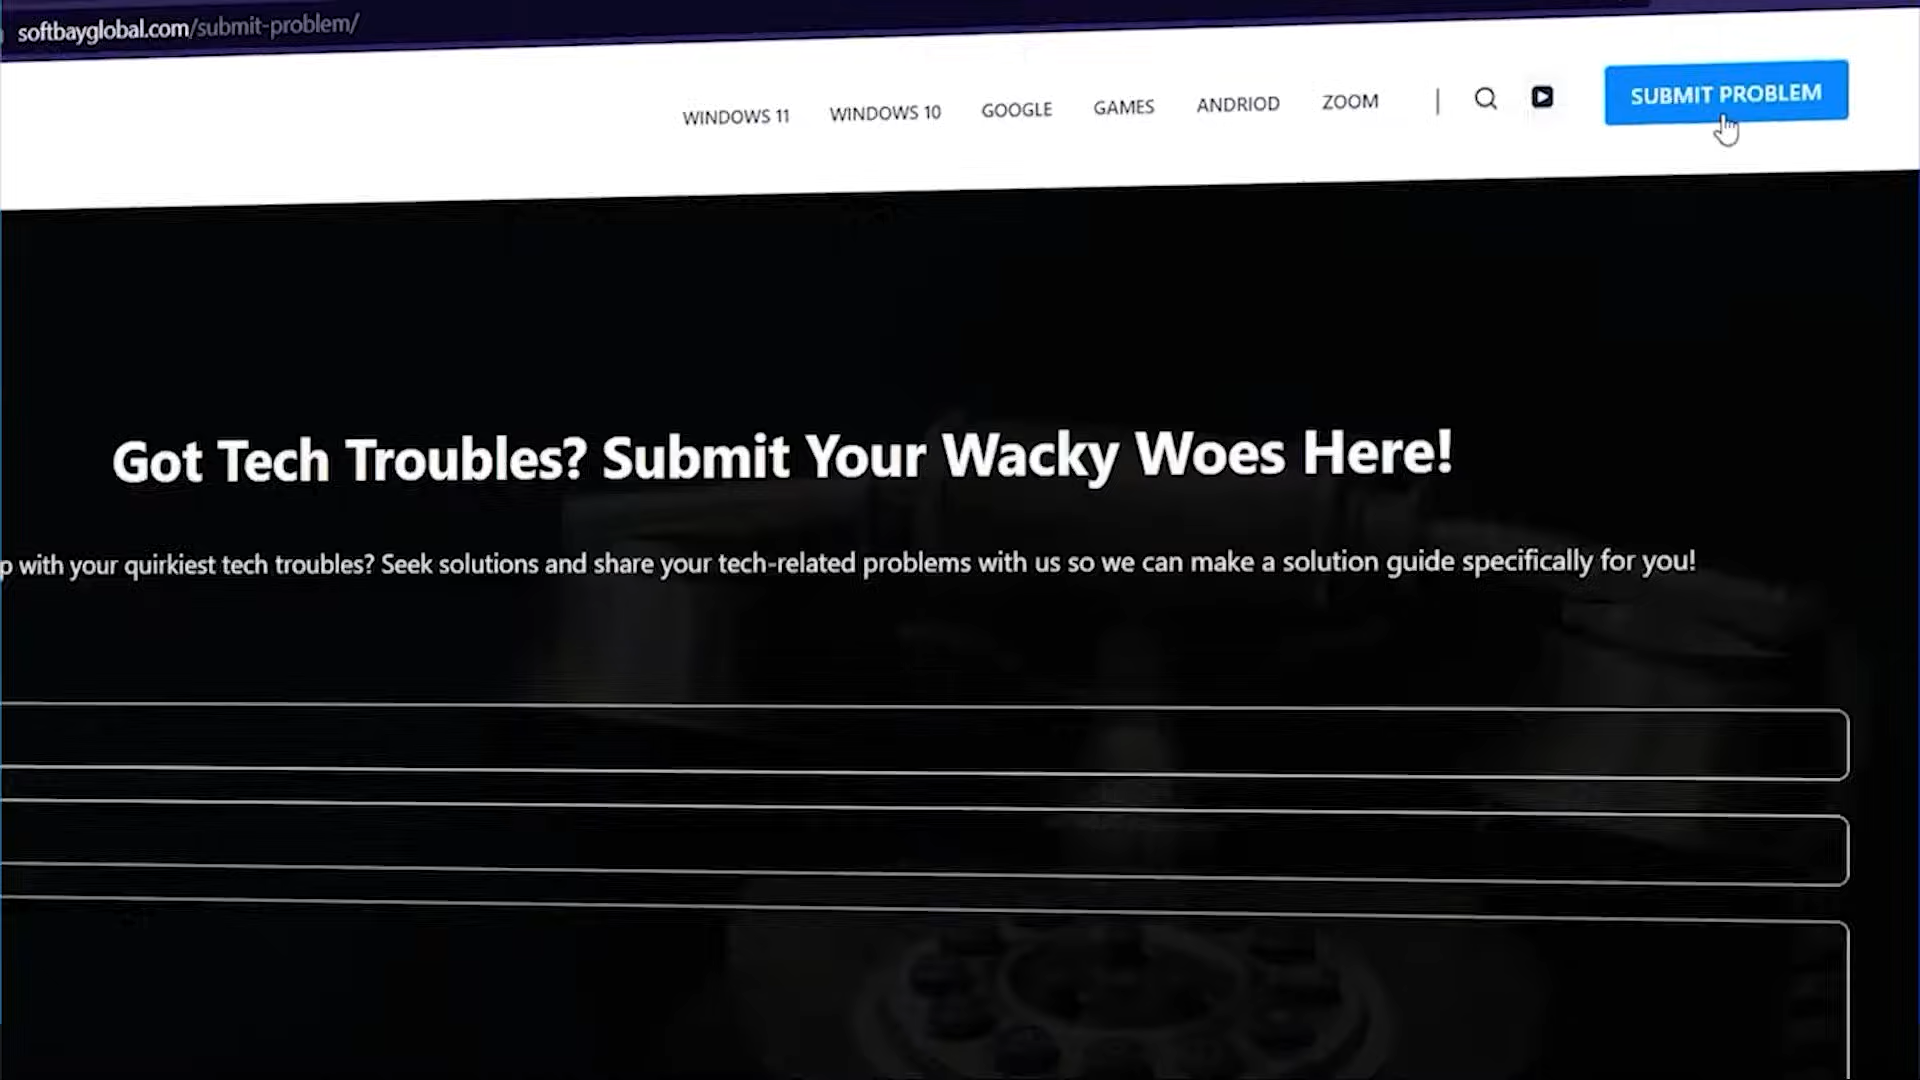 softbayglobal.com/submit-problem/
WINDOWS 11 WINDOWS 10 GOOGLE GAMES ANDRIOD ZOOM | SUBMIT PROBLEM
Got Tech Troubles? Submit Your Wacky Woes Here!
p with your quirkiest tech troubles? Seek solutions and share your tech-related problems with us so we can make a solution guide specifically for you!